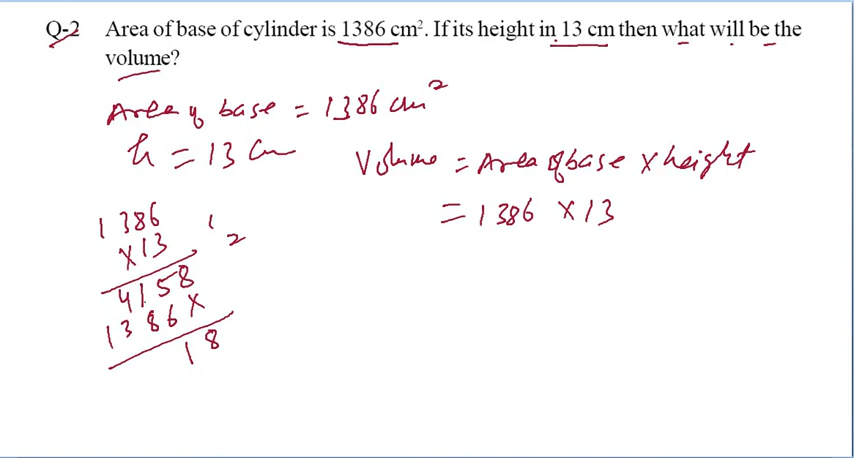 Q-2 Area of base of cylinder is 1386 cm². If its height in 13 cm then what will be the
volume?
Area of base = 1386 cm²
h = 13 cm
Volume = Area of base × height
= 1386 × 13
1386
×13
1
2
4158
1386×
18